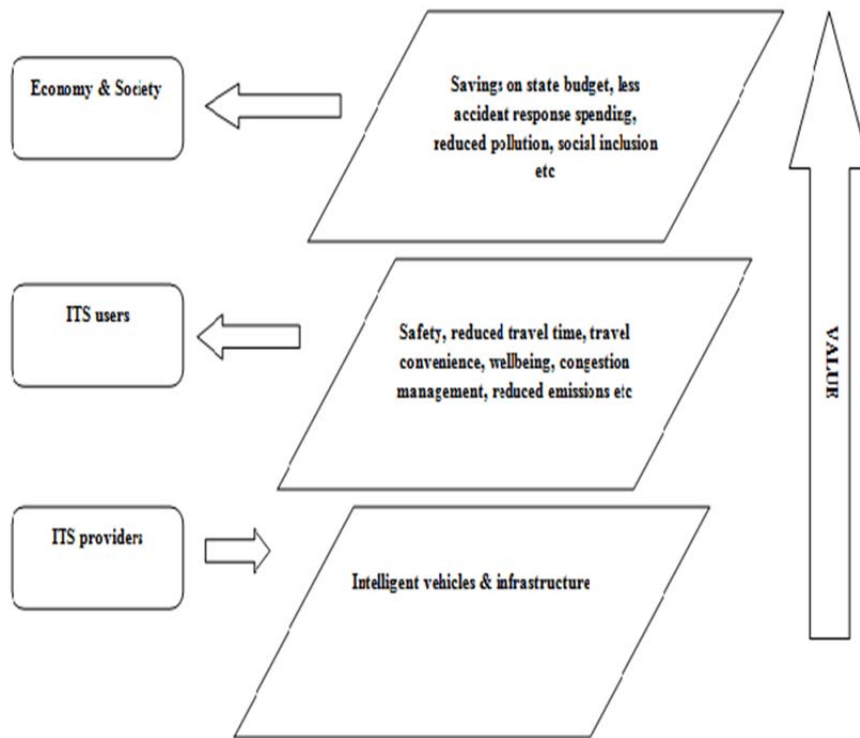 Economy & Society
Savings on state budget, less
accident response spending,
reduced pollution, social inclusion
etc
ITS users
Safety, reduced travel time, travel
convenience, wellbeing, congestion
management, reduced emissions etc
VALUE
ITS providers
Intelligent vehicles & infrastructure